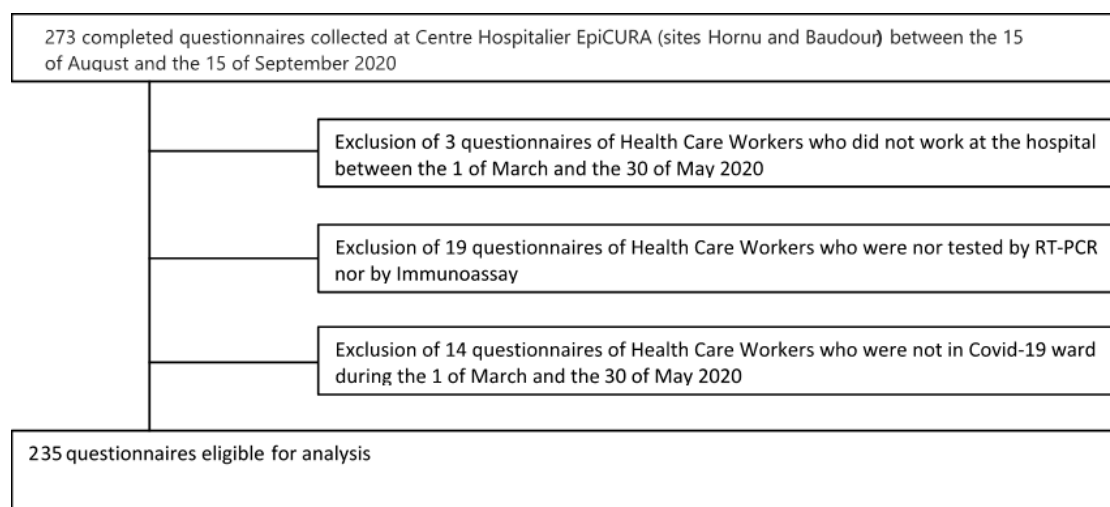 273 completed questionnaires collected at Centre Hospitalier EpiCURA (sites Hornu and Baudour) between the 15
of August and the 15 of September 2020
Exclusion of 3 questionnaires of Health Care Workers who did not work at the hospital
between the 1 of March and the 30 of May 2020
Exclusion of 19 questionnaires of Health Care Workers who were nor tested by RT-PCR
nor by Immunoassay
Exclusion of 14 questionnaires of Health Care Workers who were not in Covid-19 ward
during the 1 of March and the 30 of May 2020
235 questionnaires eligible for analysis